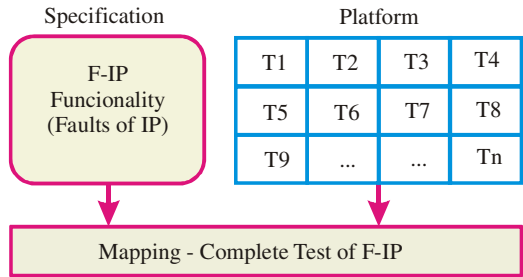 Specification
Platform
F-IP
Funcionality
(Faults of IP)
T1 T2 T3 T4
T5 T6 T7 T8
T9 ... ... Tn
Mapping - Complete Test of F-IP